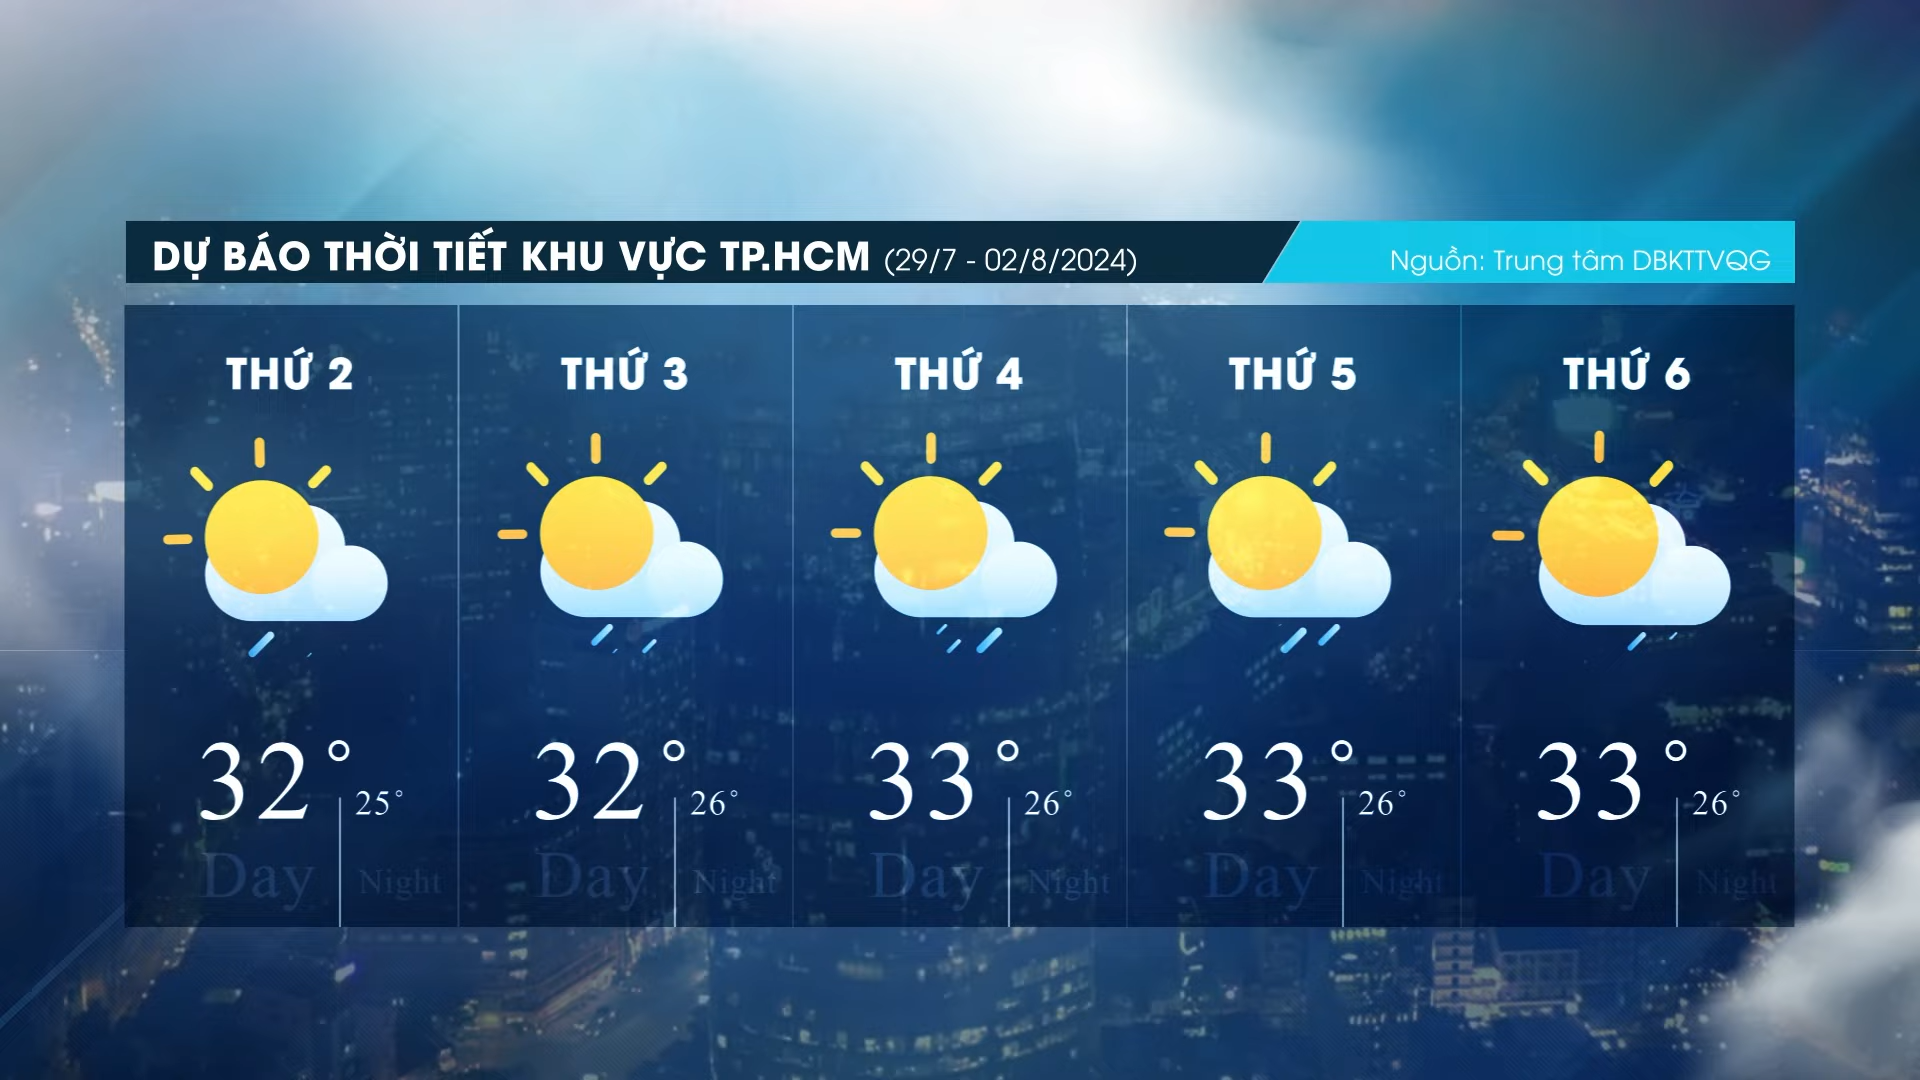 DỰ BÁO THỜI TIẾT KHU VỰC TP.HCM (29/7 - 02/8/2024)
Nguồn: Trung tâm DBKTTVQG
THỨ 2
THỨ 3
THỨ 4
THỨ 5
THỨ 6
32° 25°
32° 26°
33° 26°
33° 26°
33° 26°
Day Night
Day Night
Day Night
Day Night
Day Night